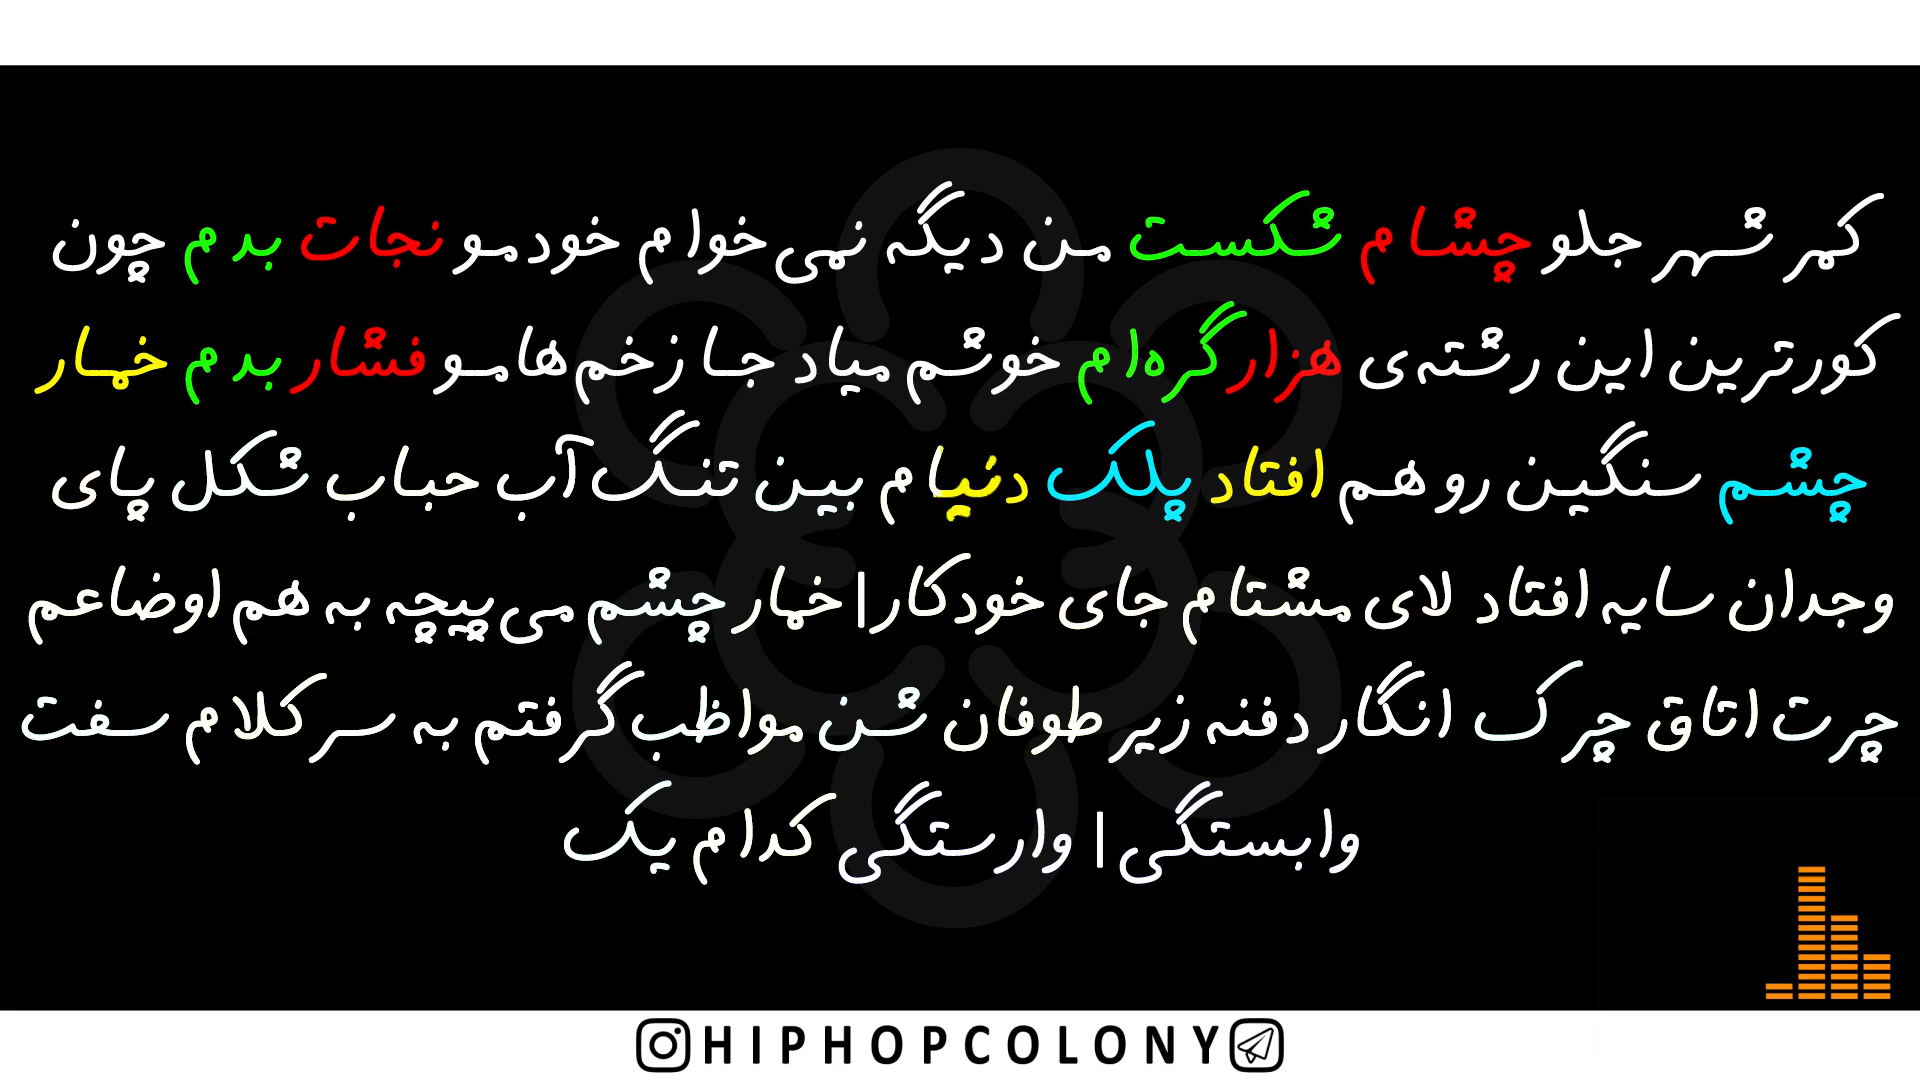 کمر شهر جلو چشام شکست من دیگه نمی‌خوام خودمو نجات بدم چون
کورترین این رشته‌ی هزار گره‌ام خوشم میاد جا زخم‌هامو فشار بدم خمار
چشم سنگین رو هم افتاد پلک دنیام بین تنگ آب حباب شکل پای
وجدان سایه افتاد لای مشتام جای خودکار| خمار چشم می‌پیچه به هم اوضاعم
چرت اتاق چرک انگار دفنه زیر طوفان شن مواظب گرفتم به سر کلام سفت
وابستگی| وارستگی کدام یک
HIPHOPCOLONY